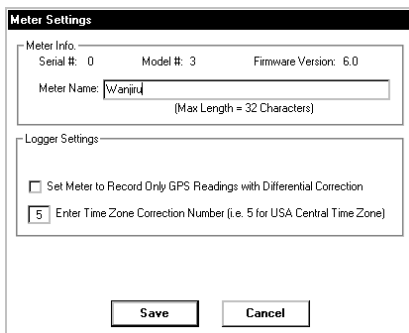 Meter Settings
Meter Info.
Serial #: 0 Model #: 3 Firmware Version: 6.0
Meter Name: Wanjiru
(Max Length = 32 Characters)
Logger Settings
Set Meter to Record Only GPS Readings with Differential Correction
5 Enter Time Zone Correction Number (i.e. 5 for USA Central Time Zone)
Save Cancel